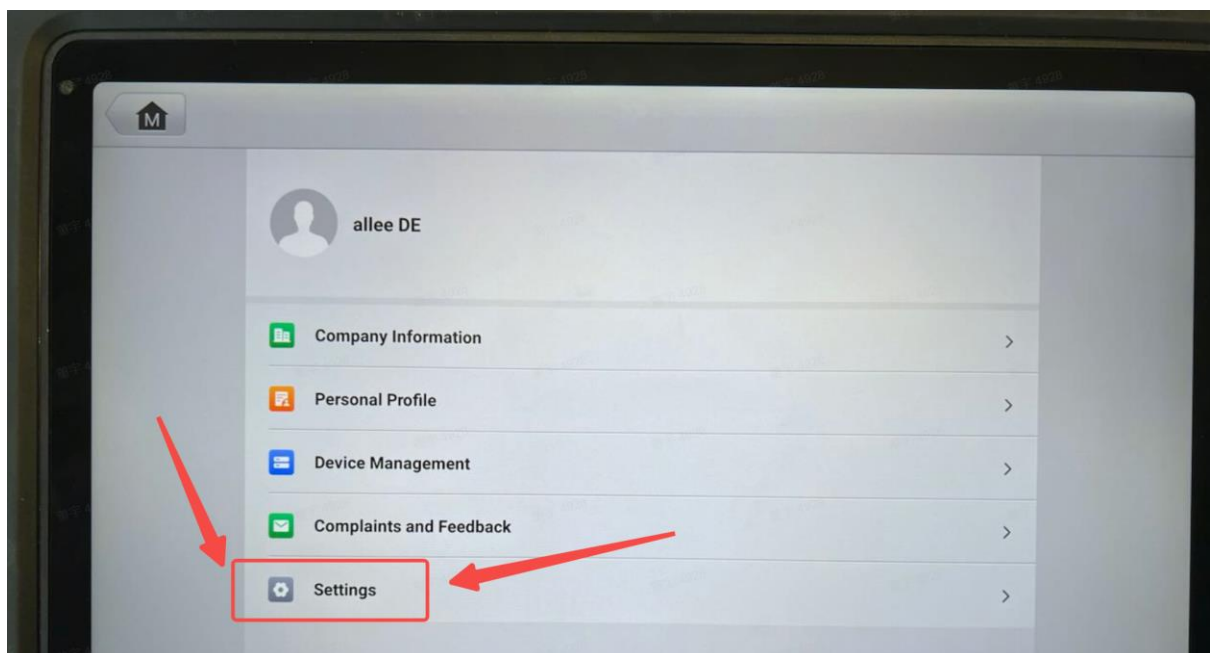 M
allee DE
Company Information
Personal Profile
Device Management
Complaints and Feedback
Settings